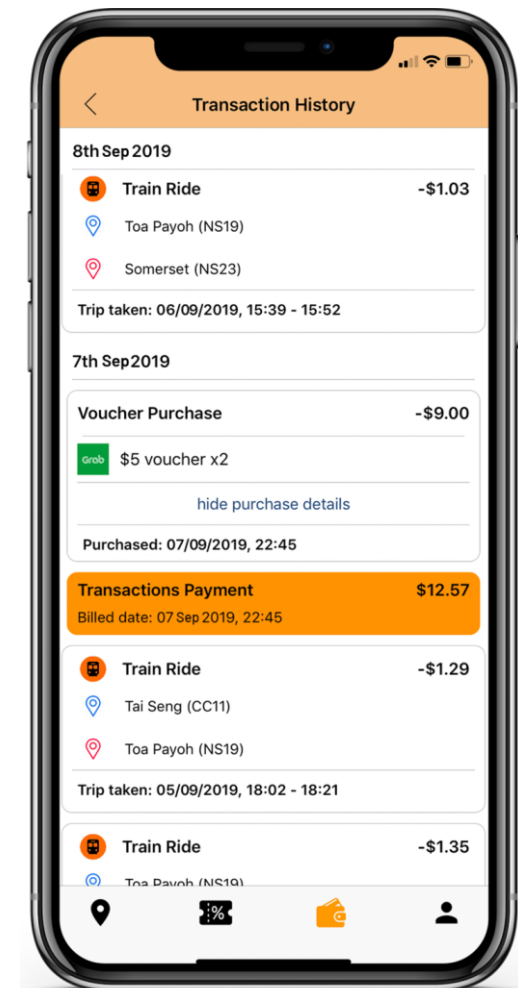 Transaction History
8th Sep 2019
Train Ride -$1.03
Toa Payoh (NS19)
Somerset (NS23)
Trip taken: 06/09/2019, 15:39 - 15:52
7th Sep2019
Voucher Purchase -$9.00
Grab $5 voucher x2
hide purchase details
Purchased: 07/09/2019, 22:45
Transactions Payment $12.57
Billed date: 07 Sep 2019, 22:45
Train Ride -$1.29
Tai Seng (CC11)
Toa Payoh (NS19)
Trip taken: 05/09/2019, 18:02 - 18:21
Train Ride -$1.35
Toa Payoh (NS19)
%